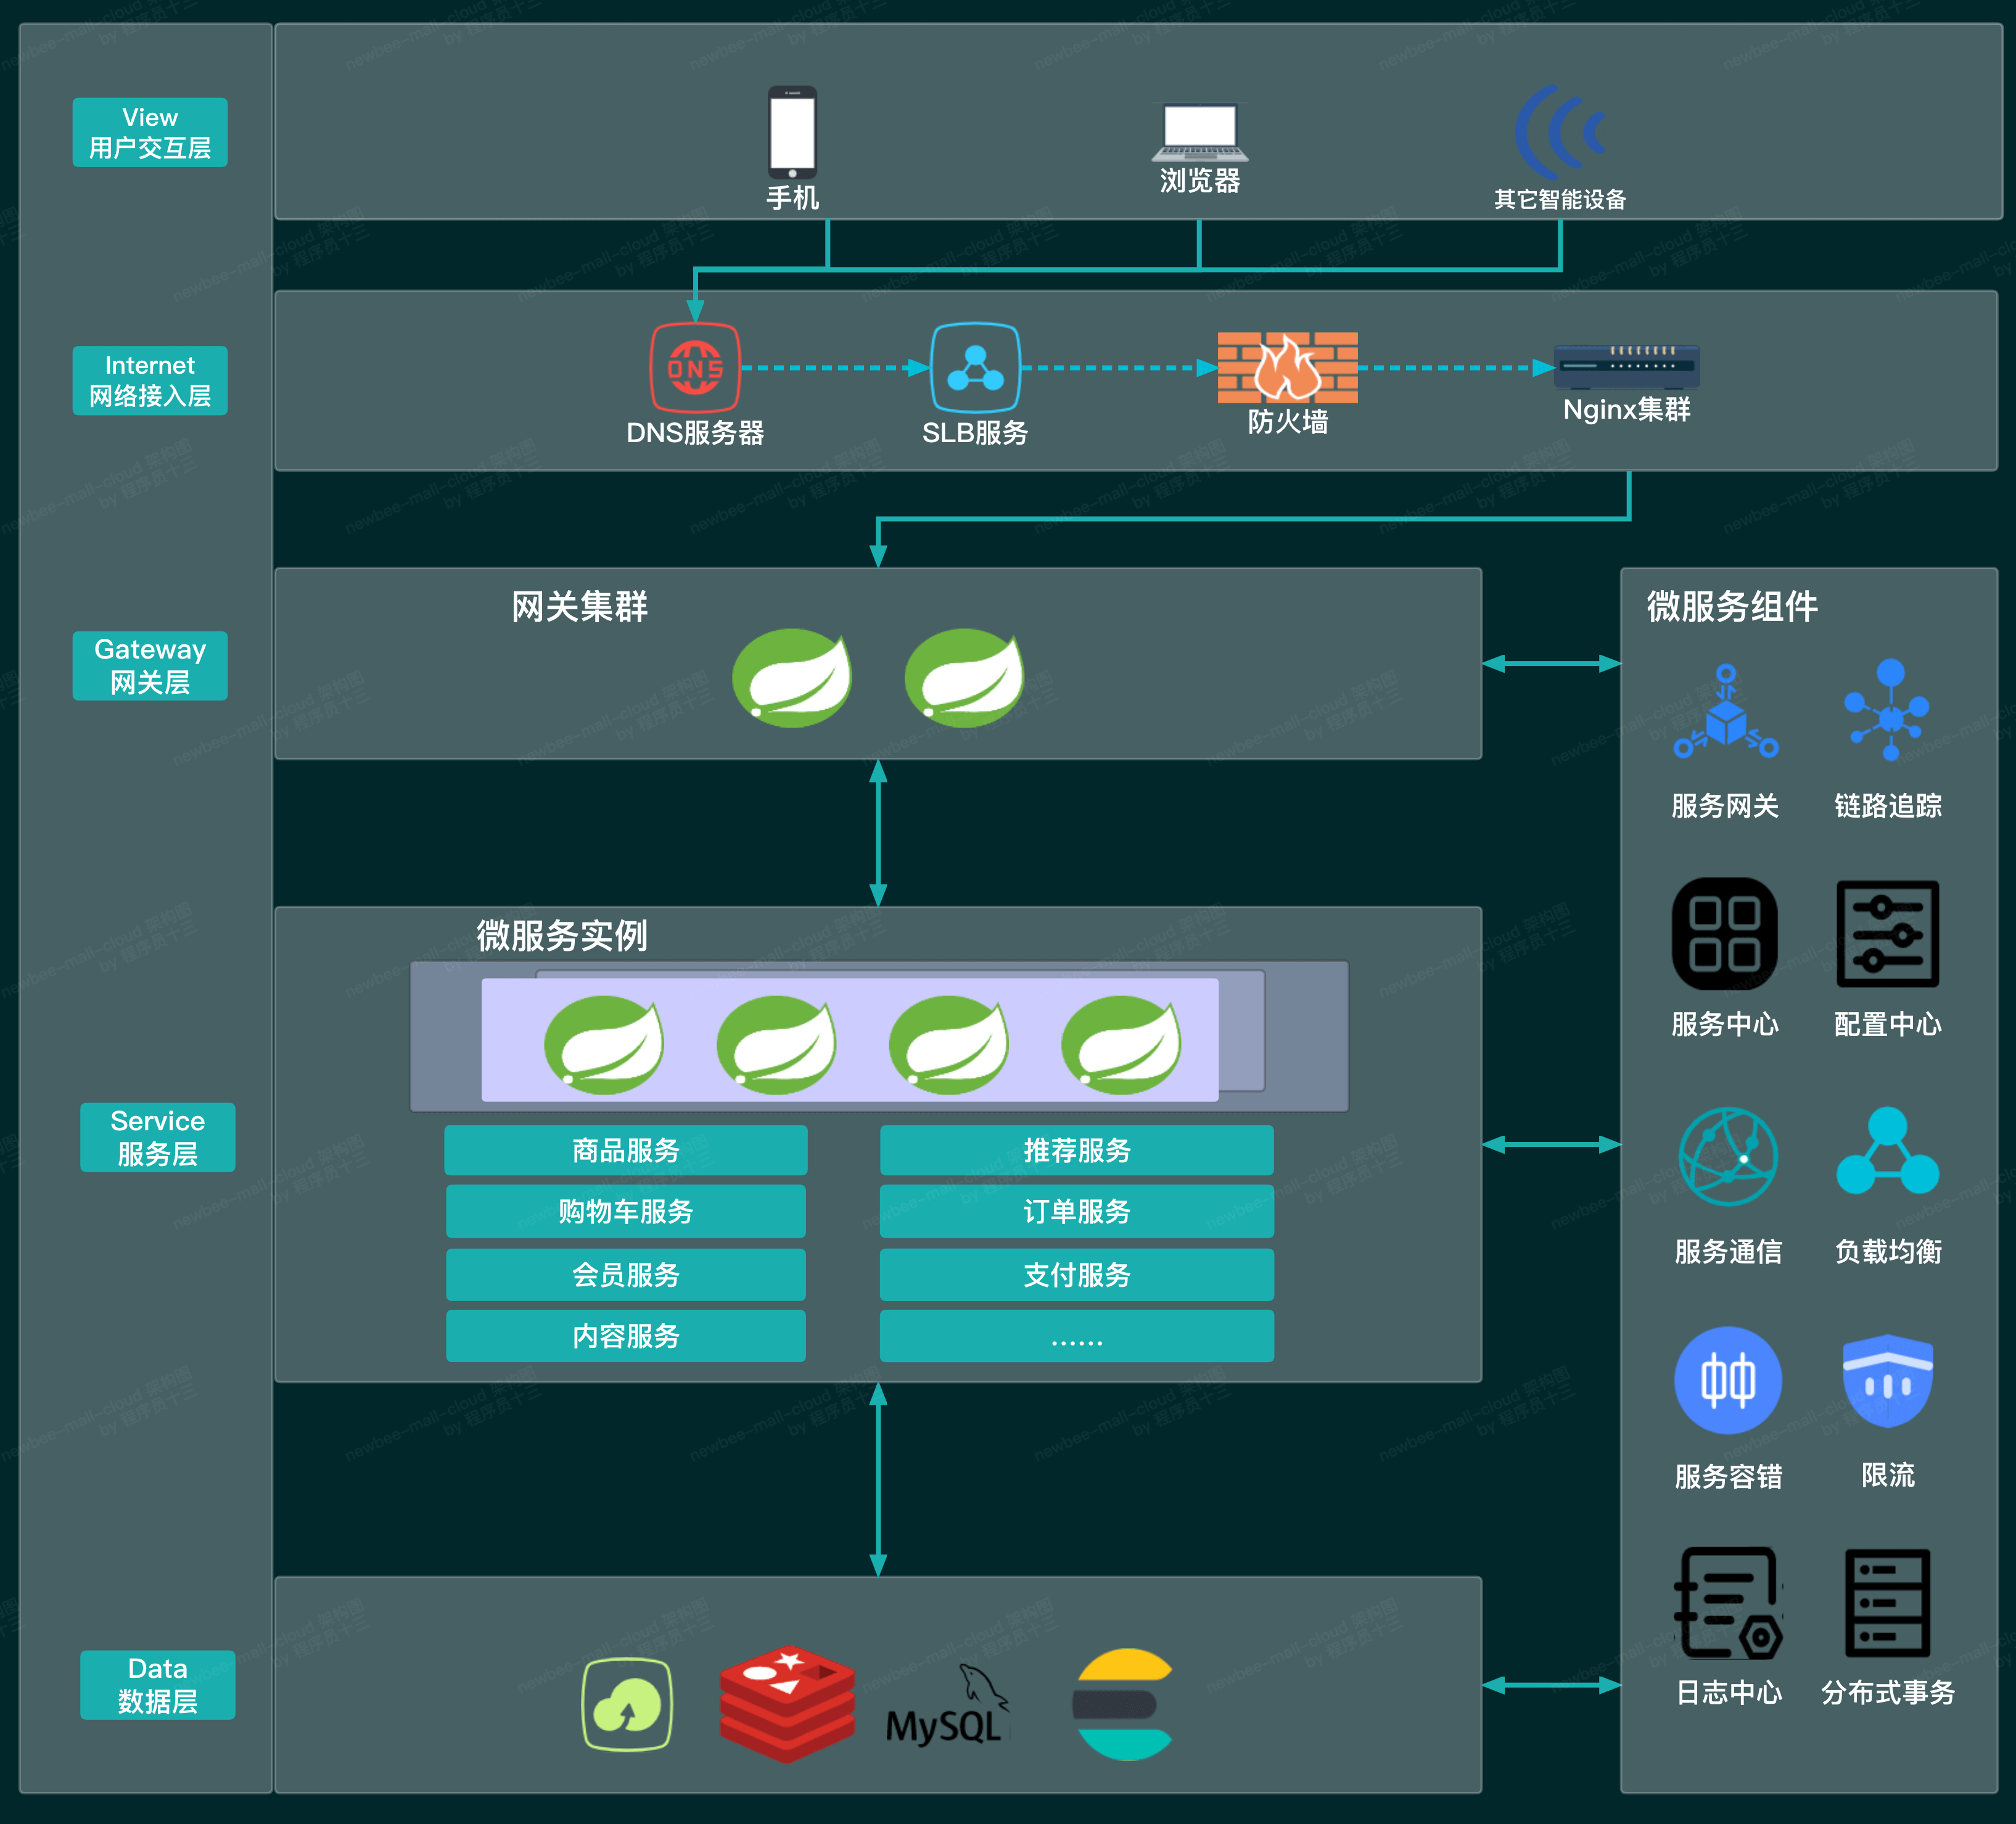 View
用户交互层
手机
浏览器
其它智能设备
Internet
网络接入层
DNS
DNS服务器
SLB服务
防火墙
Nginx集群
Gateway
网关层
网关集群
微服务组件
服务网关
链路追踪
服务中心
配置中心
服务通信
负载均衡
服务容错
限流
日志中心
分布式事务
Service
服务层
微服务实例
商品服务
推荐服务
购物车服务
订单服务
会员服务
支付服务
内容服务
......
Data
数据层
MySQL
newbee-mall-cloud 架构图
by 程序员十三